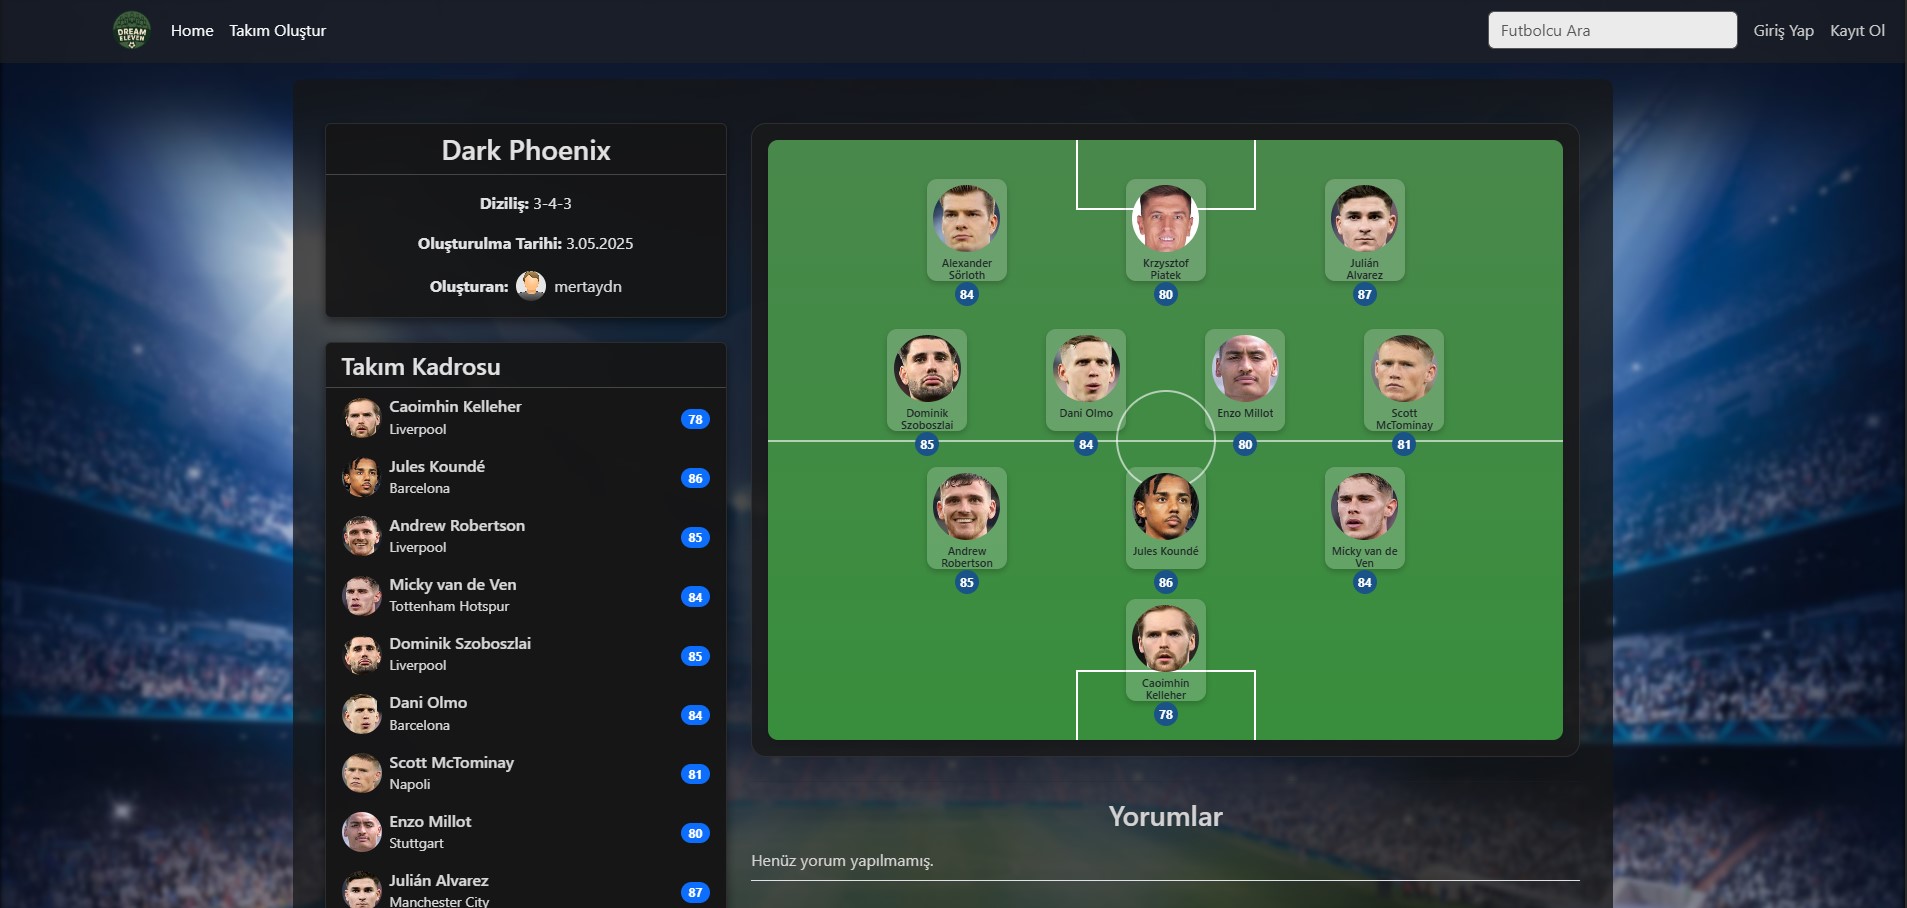 DREAM
ELEVEN
Home
Takım Oluştur
Futbolcu Ara
Giriş Yap
Kayıt Ol
Dark Phoenix
Diziliş: 3-4-3
Oluşturulma Tarihi: 3.05.2025
Oluşturan: mertaydn
Takım Kadrosu
Caoimhin Kelleher
Liverpool
78
Jules Koundé
Barcelona
86
Andrew Robertson
Liverpool
85
Micky van de Ven
Tottenham Hotspur
84
Dominik Szoboszlai
Liverpool
85
Dani Olmo
Barcelona
84
Scott McTominay
Napoli
81
Enzo Millot
Stuttgart
80
Julián Alvarez
Manchester City
87
Alexander
Sörloth
84
Krzysztof
Piatek
80
Julián
Alvarez
87
Dominik
Szoboszlai
85
Dani Olmo
84
Enzo Millot
80
Scott
McTominay
81
Andrew
Robertson
85
Jules Koundé
86
Micky van de
Ven
84
Caoimhin
Kelleher
78
Yorumlar
Henüz yorum yapılmamış.